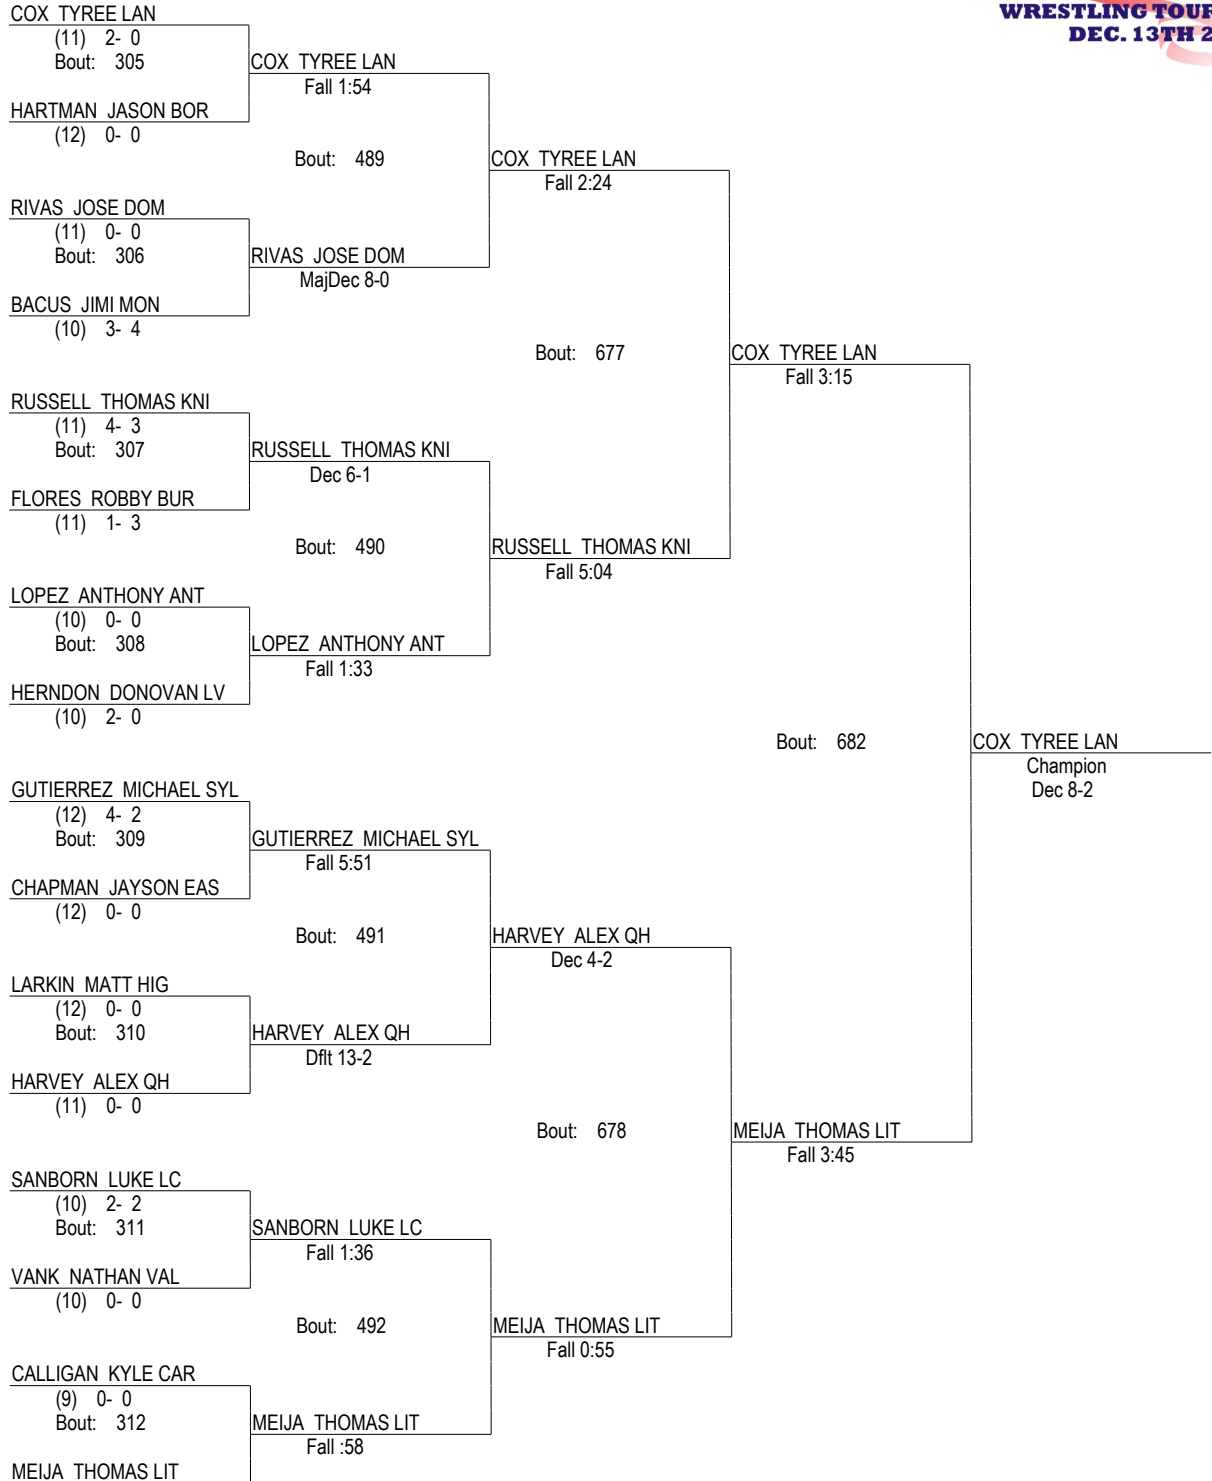 WRESTLING TOUR
DEC. 13TH 2
COX TYREE LAN
(11) 2- 0
Bout: 305
HARTMAN JASON BOR
(12) 0- 0
RIVAS JOSE DOM
(11) 0- 0
Bout: 306
BACUS JIMI MON
(10) 3- 4
RUSSELL THOMAS KNI
(11) 4- 3
Bout: 307
FLORES ROBBY BUR
(11) 1- 3
LOPEZ ANTHONY ANT
(10) 0- 0
Bout: 308
HERNDON DONOVAN LV
(10) 2- 0
GUTIERREZ MICHAEL SYL
(12) 4- 2
Bout: 309
CHAPMAN JAYSON EAS
(12) 0- 0
LARKIN MATT HIG
(12) 0- 0
Bout: 310
HARVEY ALEX QH
(11) 0- 0
SANBORN LUKE LC
(10) 2- 2
Bout: 311
VANK NATHAN VAL
(10) 0- 0
CALLIGAN KYLE CAR
(9) 0- 0
Bout: 312
MEIJA THOMAS LIT
COX TYREE LAN
Fall 1:54
Bout: 489
RIVAS JOSE DOM
MajDec 8-0
RUSSELL THOMAS KNI
Dec 6-1
Bout: 490
LOPEZ ANTHONY ANT
Fall 1:33
GUTIERREZ MICHAEL SYL
Fall 5:51
Bout: 491
HARVEY ALEX QH
Dflt 13-2
SANBORN LUKE LC
Fall 1:36
Bout: 492
MEIJA THOMAS LIT
Fall :58
COX TYREE LAN
Fall 2:24
Bout: 677
RUSSELL THOMAS KNI
Fall 5:04
HARVEY ALEX QH
Dec 4-2
Bout: 678
MEIJA THOMAS LIT
Fall 0:55
COX TYREE LAN
Fall 3:15
Bout: 682
MEIJA THOMAS LIT
Fall 3:45
COX TYREE LAN
Champion
Dec 8-2